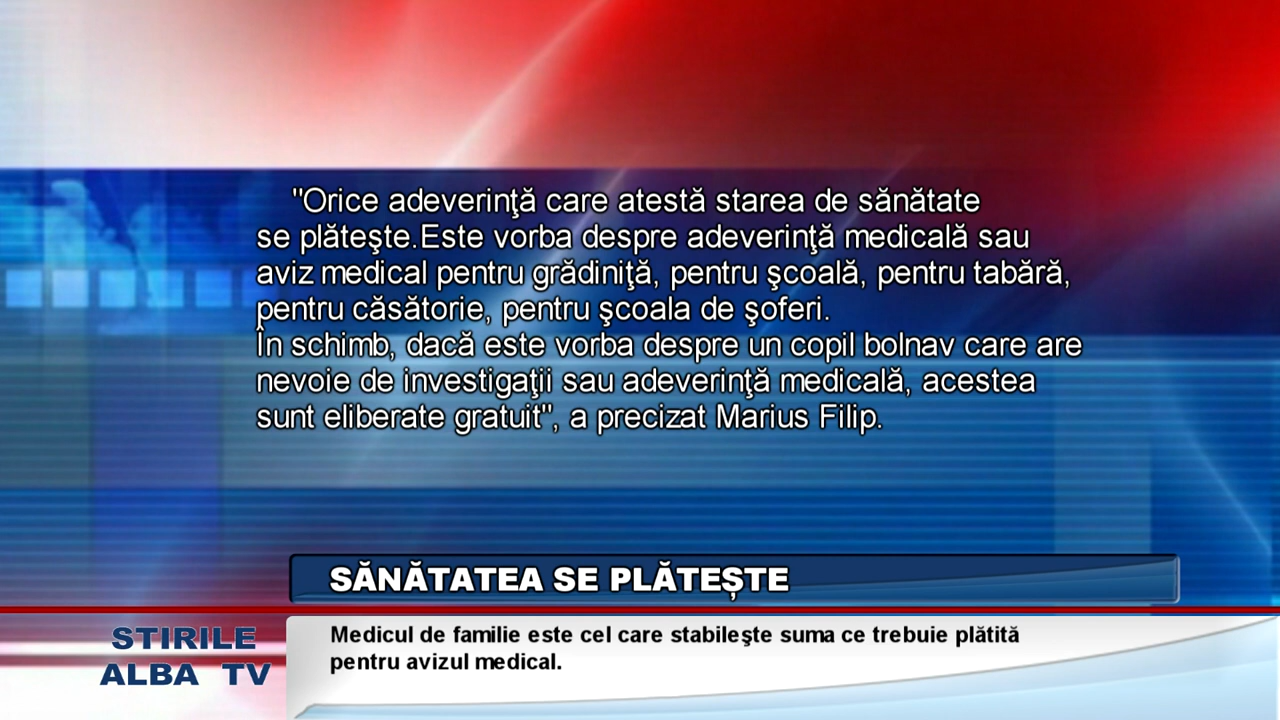 "Orice adeverinţă care atestă starea de sănătate
se plăteşte.Este vorba despre adeverinţă medicală sau
aviz medical pentru grădiniţă, pentru şcoală, pentru tabără,
pentru căsătorie, pentru şcoala de şoferi.
În schimb, dacă este vorba despre un copil bolnav care are
nevoie de investigaţii sau adeverinţă medicală, acestea
sunt eliberate gratuit", a precizat Marius Filip.
SĂNĂTATEA SE PLĂTEȘTE
Medicul de familie este cel care stabileşte suma ce trebuie plătită
pentru avizul medical.
STIRILE
ALBA TV